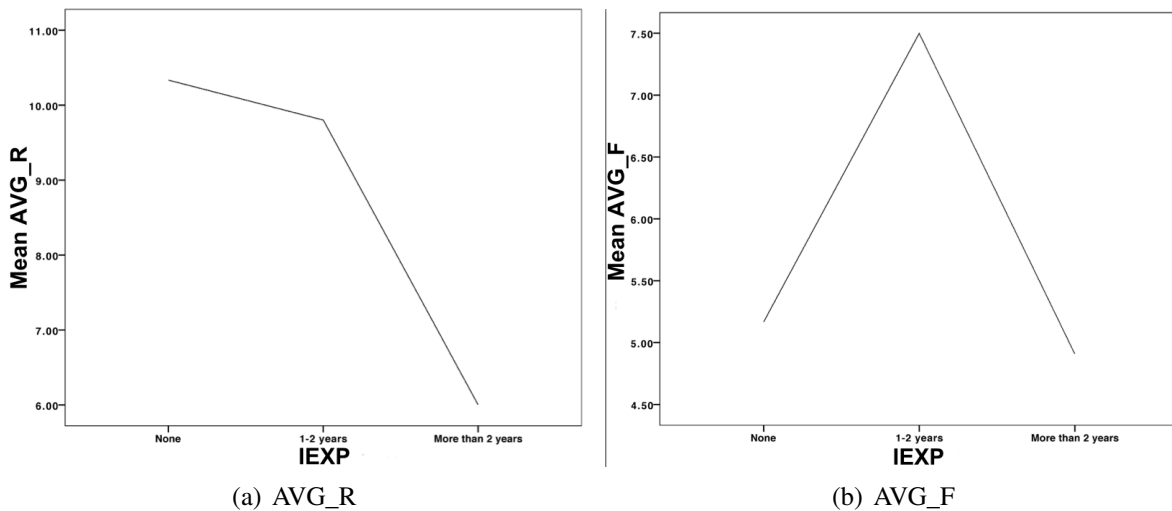 11.00
10.00
9.00
8.00
7.00
6.00
Mean AVG_R
None
1-2 years
More than 2 years
IEXP
(a) AVG_R
7.50
7.00
6.50
6.00
5.50
5.00
4.50
Mean AVG_F
None
1-2 years
More than 2 years
IEXP
(b) AVG_F